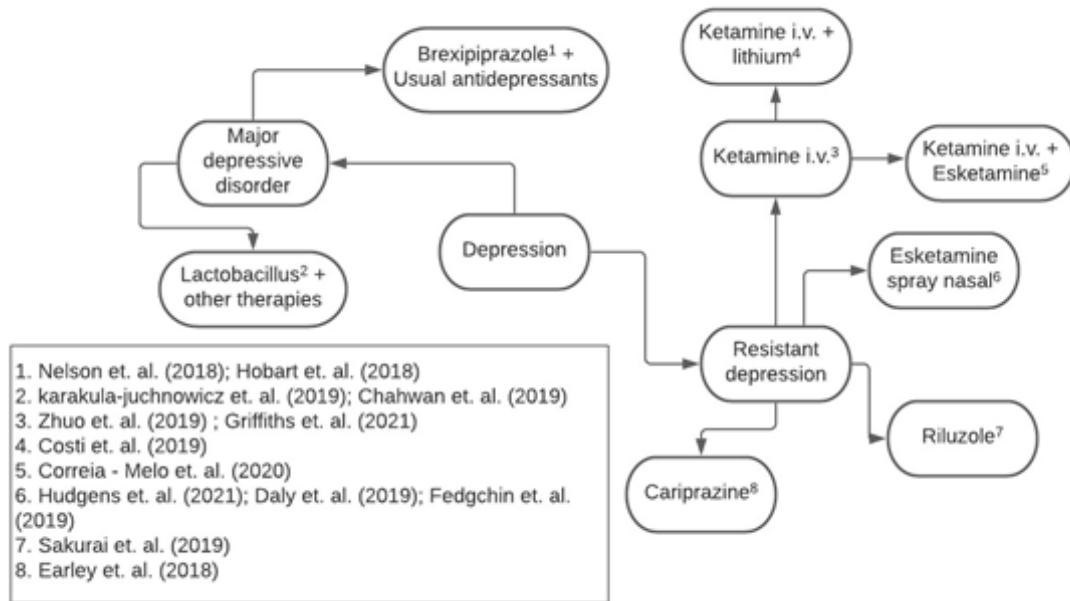 Brexipiprazole¹ +
Usual antidepressants
Ketamine i.v. +
lithium⁴
Major
depressive
disorder
Ketamine i.v.³
Ketamine i.v. +
Esketamine⁵
Depression
Lactobacillus² +
other therapies
Esketamine
spray nasal⁶
Resistant
depression
Riluzole⁷
Cariprazine⁸
1. Nelson et. al. (2018); Hobart et. al. (2018)
2. karakula-juchnowicz et. al. (2019); Chahwan et. al. (2019)
3. Zhuo et. al. (2019) ; Griffiths et. al. (2021)
4. Costi et. al. (2019)
5. Correia - Melo et. al. (2020)
6. Hudgens et. al. (2021); Daly et. al. (2019); Fedgchin et. al.
(2019)
7. Sakurai et. al. (2019)
8. Earley et. al. (2018)